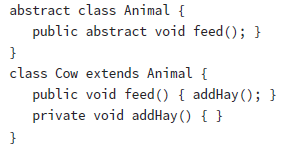 abstract class Animal {
   public abstract void feed(); }
}
class Cow extends Animal {
   public void feed() { addHay(); }
   private void addHay() { }
}